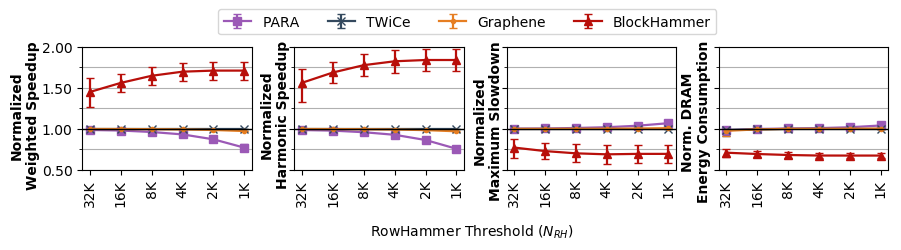 PARA TWiCe Graphene BlockHammer
Normalized
Weighted Speedup
2.00
1.50
1.00
0.50
32K 16K 8K 4K 2K 1K
Normalized
Harmonic Speedup
32K 16K 8K 4K 2K 1K
Normalized
Maximum Slowdown
32K 16K 8K 4K 2K 1K
Norm. DRAM
Energy Consumption
32K 16K 8K 4K 2K 1K
RowHammer Threshold (N_RH)